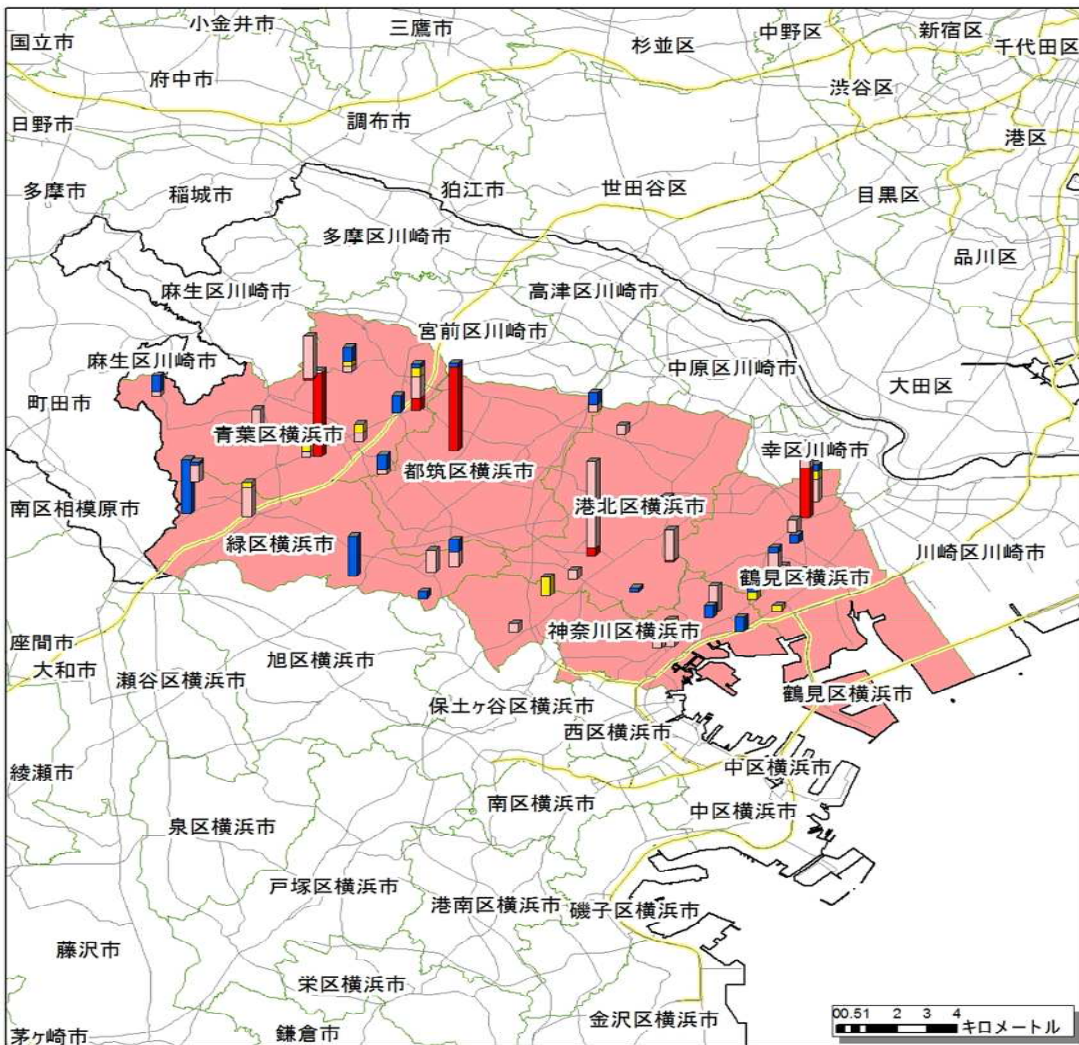 小金井市
三鷹市
中野区
新宿区
国立市
杉並区
千代田区
府中市
渋谷区
日野市
調布市
港区
多摩市
稲城市
狛江市
世田谷区
目黒区
多摩区川崎市
品川区
麻生区川崎市
高津区川崎市
宮前区川崎市
麻生区川崎市
中原区川崎市
大田区
町田市
青葉区横浜市
幸区川崎市
都筑区横浜市
南区相模原市
港北区横浜市
緑区横浜市
川崎区川崎市
鶴見区横浜市
神奈川区横浜市
座間市
旭区横浜市
大和市
瀬谷区横浜市
鶴見区横浜市
保土ヶ谷区横浜市
西区横浜市
綾瀬市
中区横浜市
南区横浜市
中区横浜市
泉区横浜市
戸塚区横浜市
港南区横浜市
磯子区横浜市
藤沢市
栄区横浜市
金沢区横浜市
茅ヶ崎市
鎌倉市
00.51 2 3 4 キロメートル